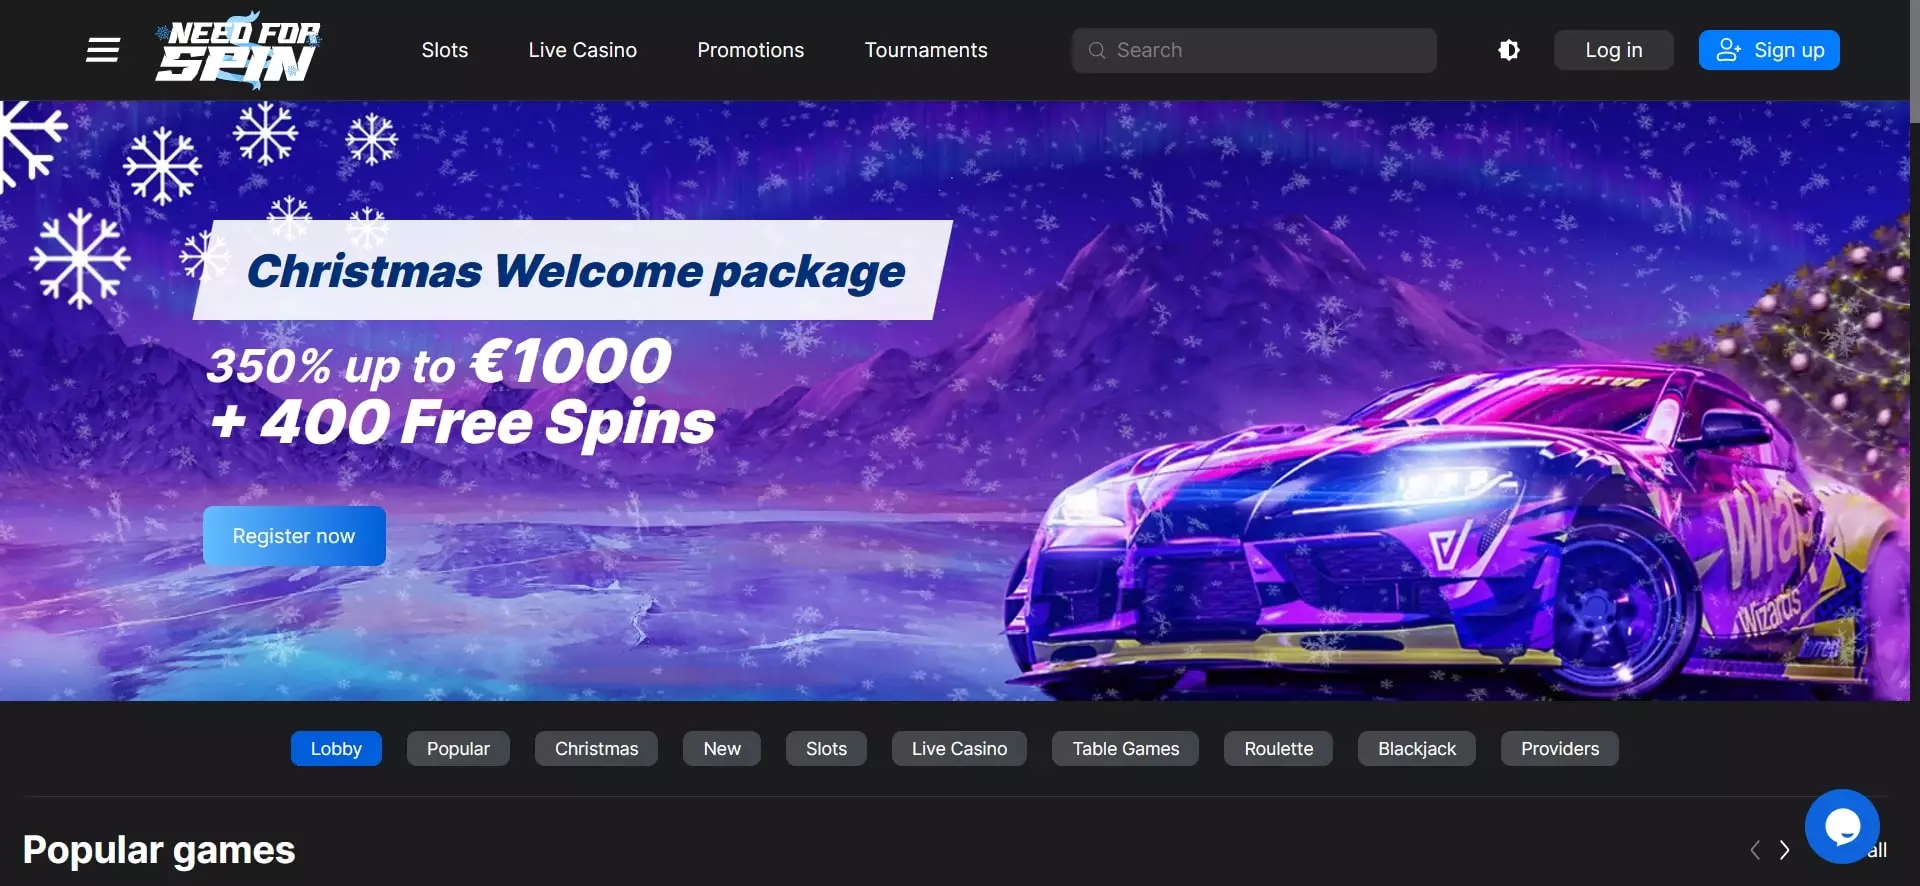 NEED FOR
SPIN
Slots
Live Casino
Promotions
Tournaments
Search
Log in
Sign up
Christmas Welcome package
350% up to €1000
+ 400 Free Spins
Register now
Wrap
Wizards
Lobby
Popular
Christmas
New
Slots
Live Casino
Table Games
Roulette
Blackjack
Providers
Popular games
all